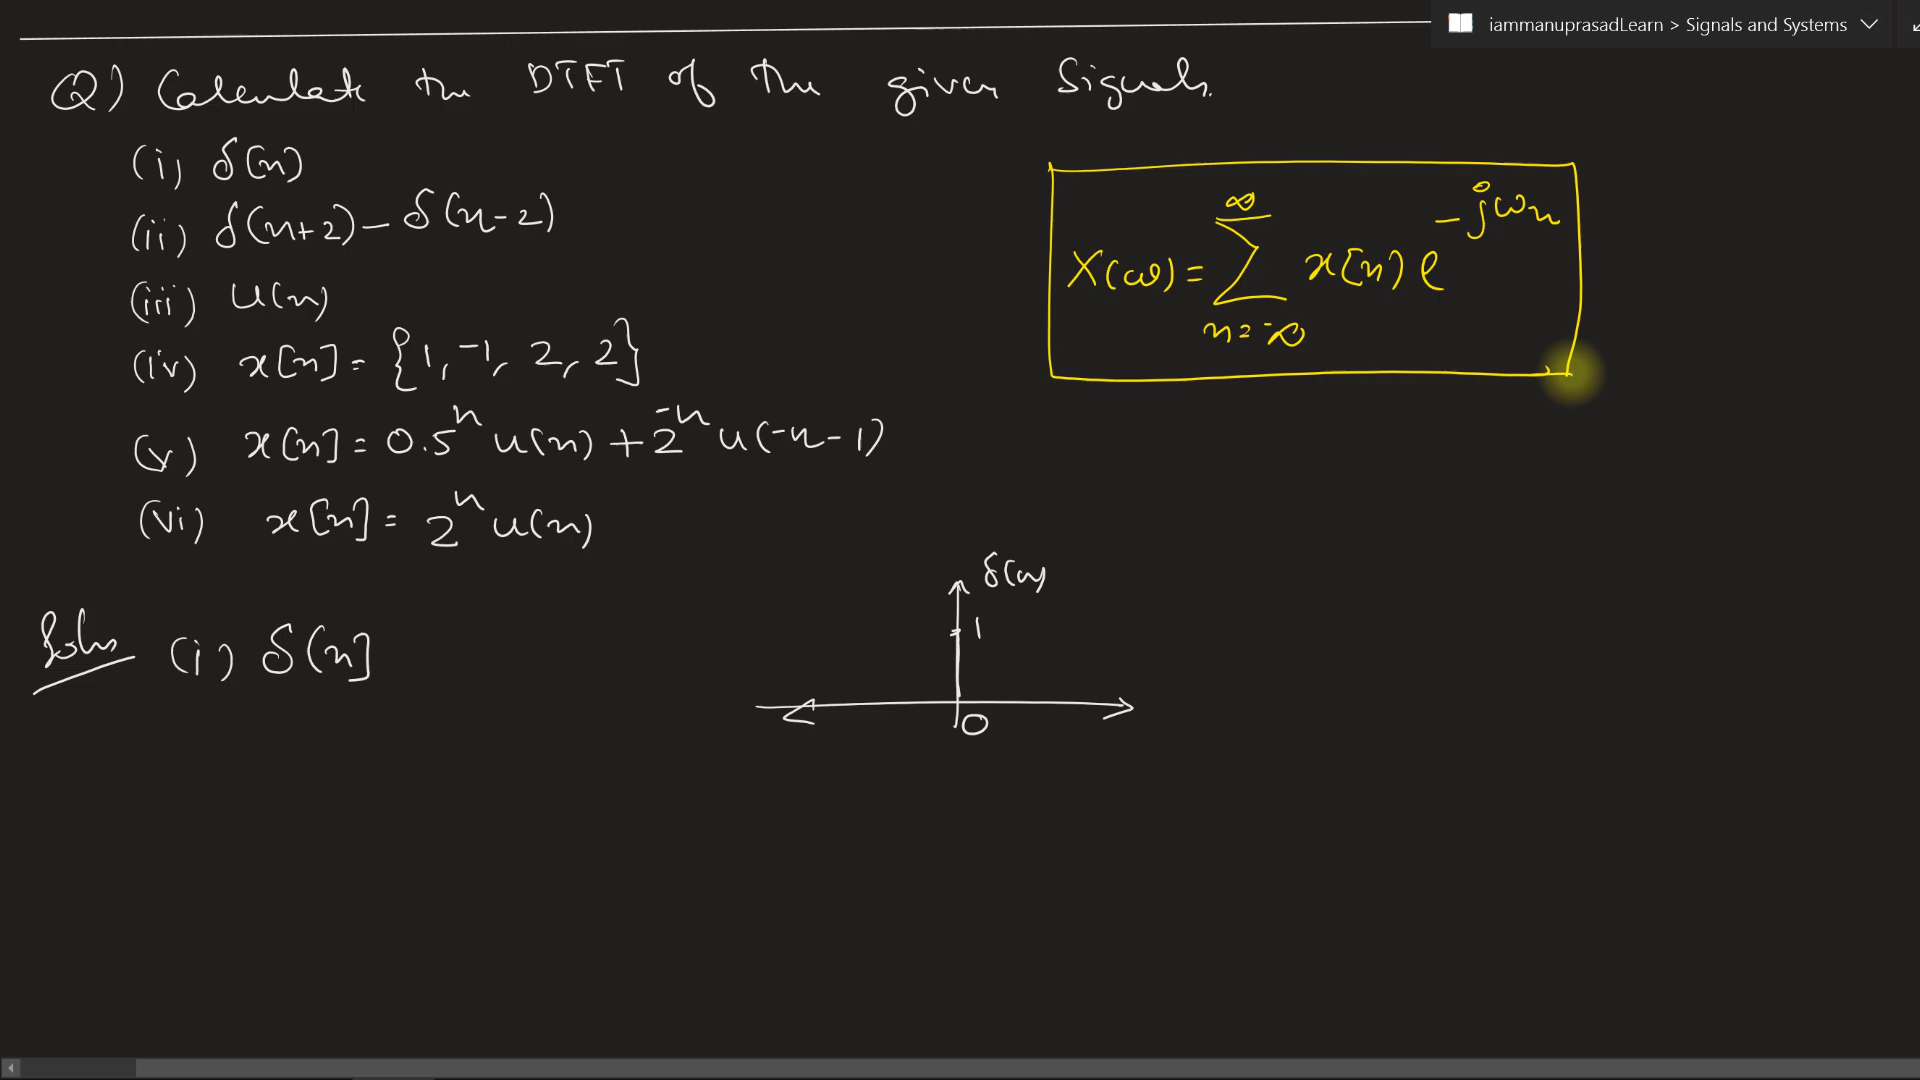 iammanuprasadLearn > Signals and Systems
Q) Calculate the DTFT of the given Signals.
(i) δ[n]
(ii) δ(n+2) - δ(n-2)
(iii) u(n)
(iv) x[n] = {1, -1, 2, 2}
(v) x[n] = 0.5^n u(n) + 2^-n u(-n-1)
(vi) x[n] = 2^n u(n)
X(ω) = ∑ x[n] e^-jωn
∞
n=-∞
Soln (i) δ[n]
δ(n)
1
0